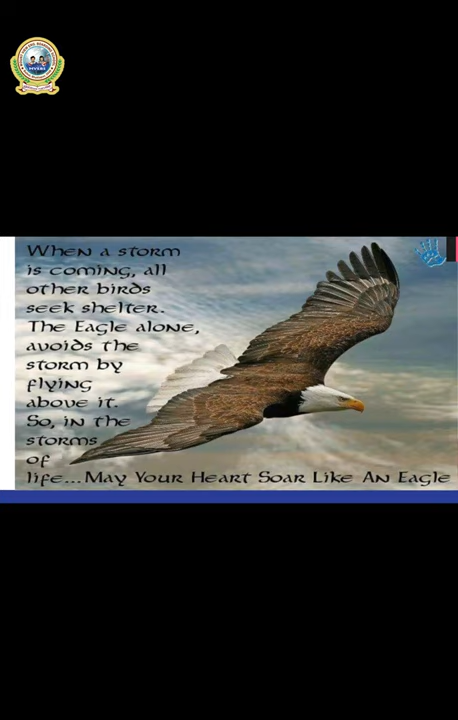 When a storm
is coming, all
other birds
seek shelter.
The Eagle alone,
avoids the
storm by
flying
above it.
So, in the
storms
of
life...May Your Heart Soar Like An Eagle